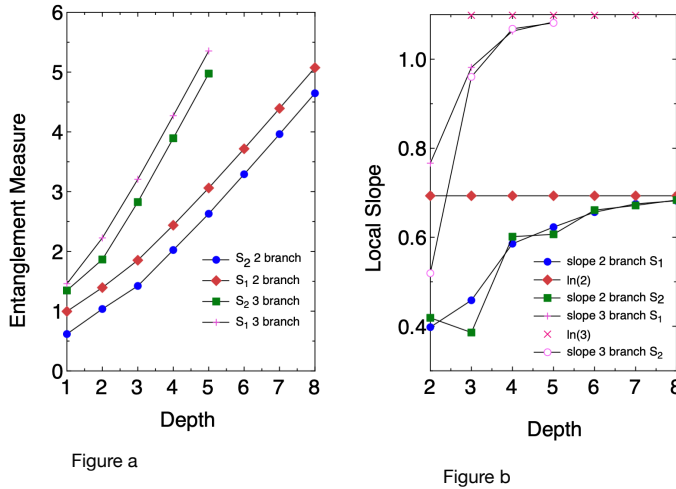 6
5
4
3
2
1
0
Entanglement Measure
S2 2 branch
S1 2 branch
S2 3 branch
S1 3 branch
1 2 3 4 5 6 7 8
Depth
Figure a
1.0
0.8
0.6
0.4
Local Slope
slope 2 branch S1
ln(2)
slope 2 branch S2
slope 3 branch S1
ln(3)
slope 3 branch S2
2 3 4 5 6 7 8
Depth
Figure b